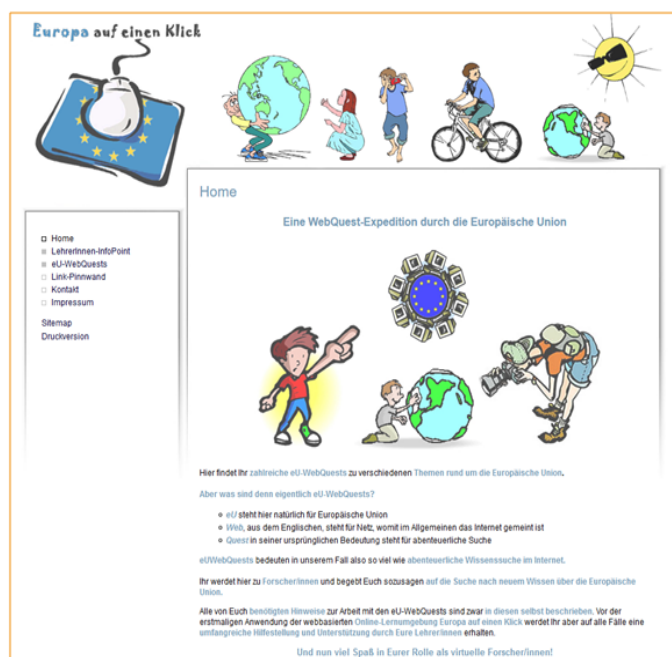 Europa auf einen Klick
Home
LehrerInnen-InfoPoint
eU-WebQuests
Link-Pinnwand
Kontakt
Impressum
Sitemap
Druckversion
Home
Eine WebQuest-Expedition durch die Europäische Union
Hier findet Ihr zahlreiche eU-WebQuests zu verschiedenen Themen rund um die Europäische Union.
Aber was sind denn eigentlich eU-WebQuests?
eU steht hier natürlich für Europäische Union
Web, aus dem Englischen, steht für Netz, womit im Allgemeinen das Internet gemeint ist
Quest in seiner ursprünglichen Bedeutung steht für abenteuerliche Suche
eUWebQuests bedeuten in unserem Fall also so viel wie abenteuerliche Wissenssuche im Internet.
Ihr werdet hier zu Forscher/innen und begebt Euch sozusagen auf die Suche nach neuem Wissen über die Europäische
Union.
Alle von Euch benötigten Hinweise zur Arbeit mit den eU-WebQuests sind zwar in diesen selbst beschrieben. Vor der
erstmaligen Anwendung der webbasierten Online-Lernumgebung Europa auf einen Klick werdet Ihr aber auf alle Fälle eine
umfangreiche Hilfestellung und Unterstützung durch Eure Lehrer/innen erhalten.
Und nun viel Spaß in Eurer Rolle als virtuelle Forscher/innen!